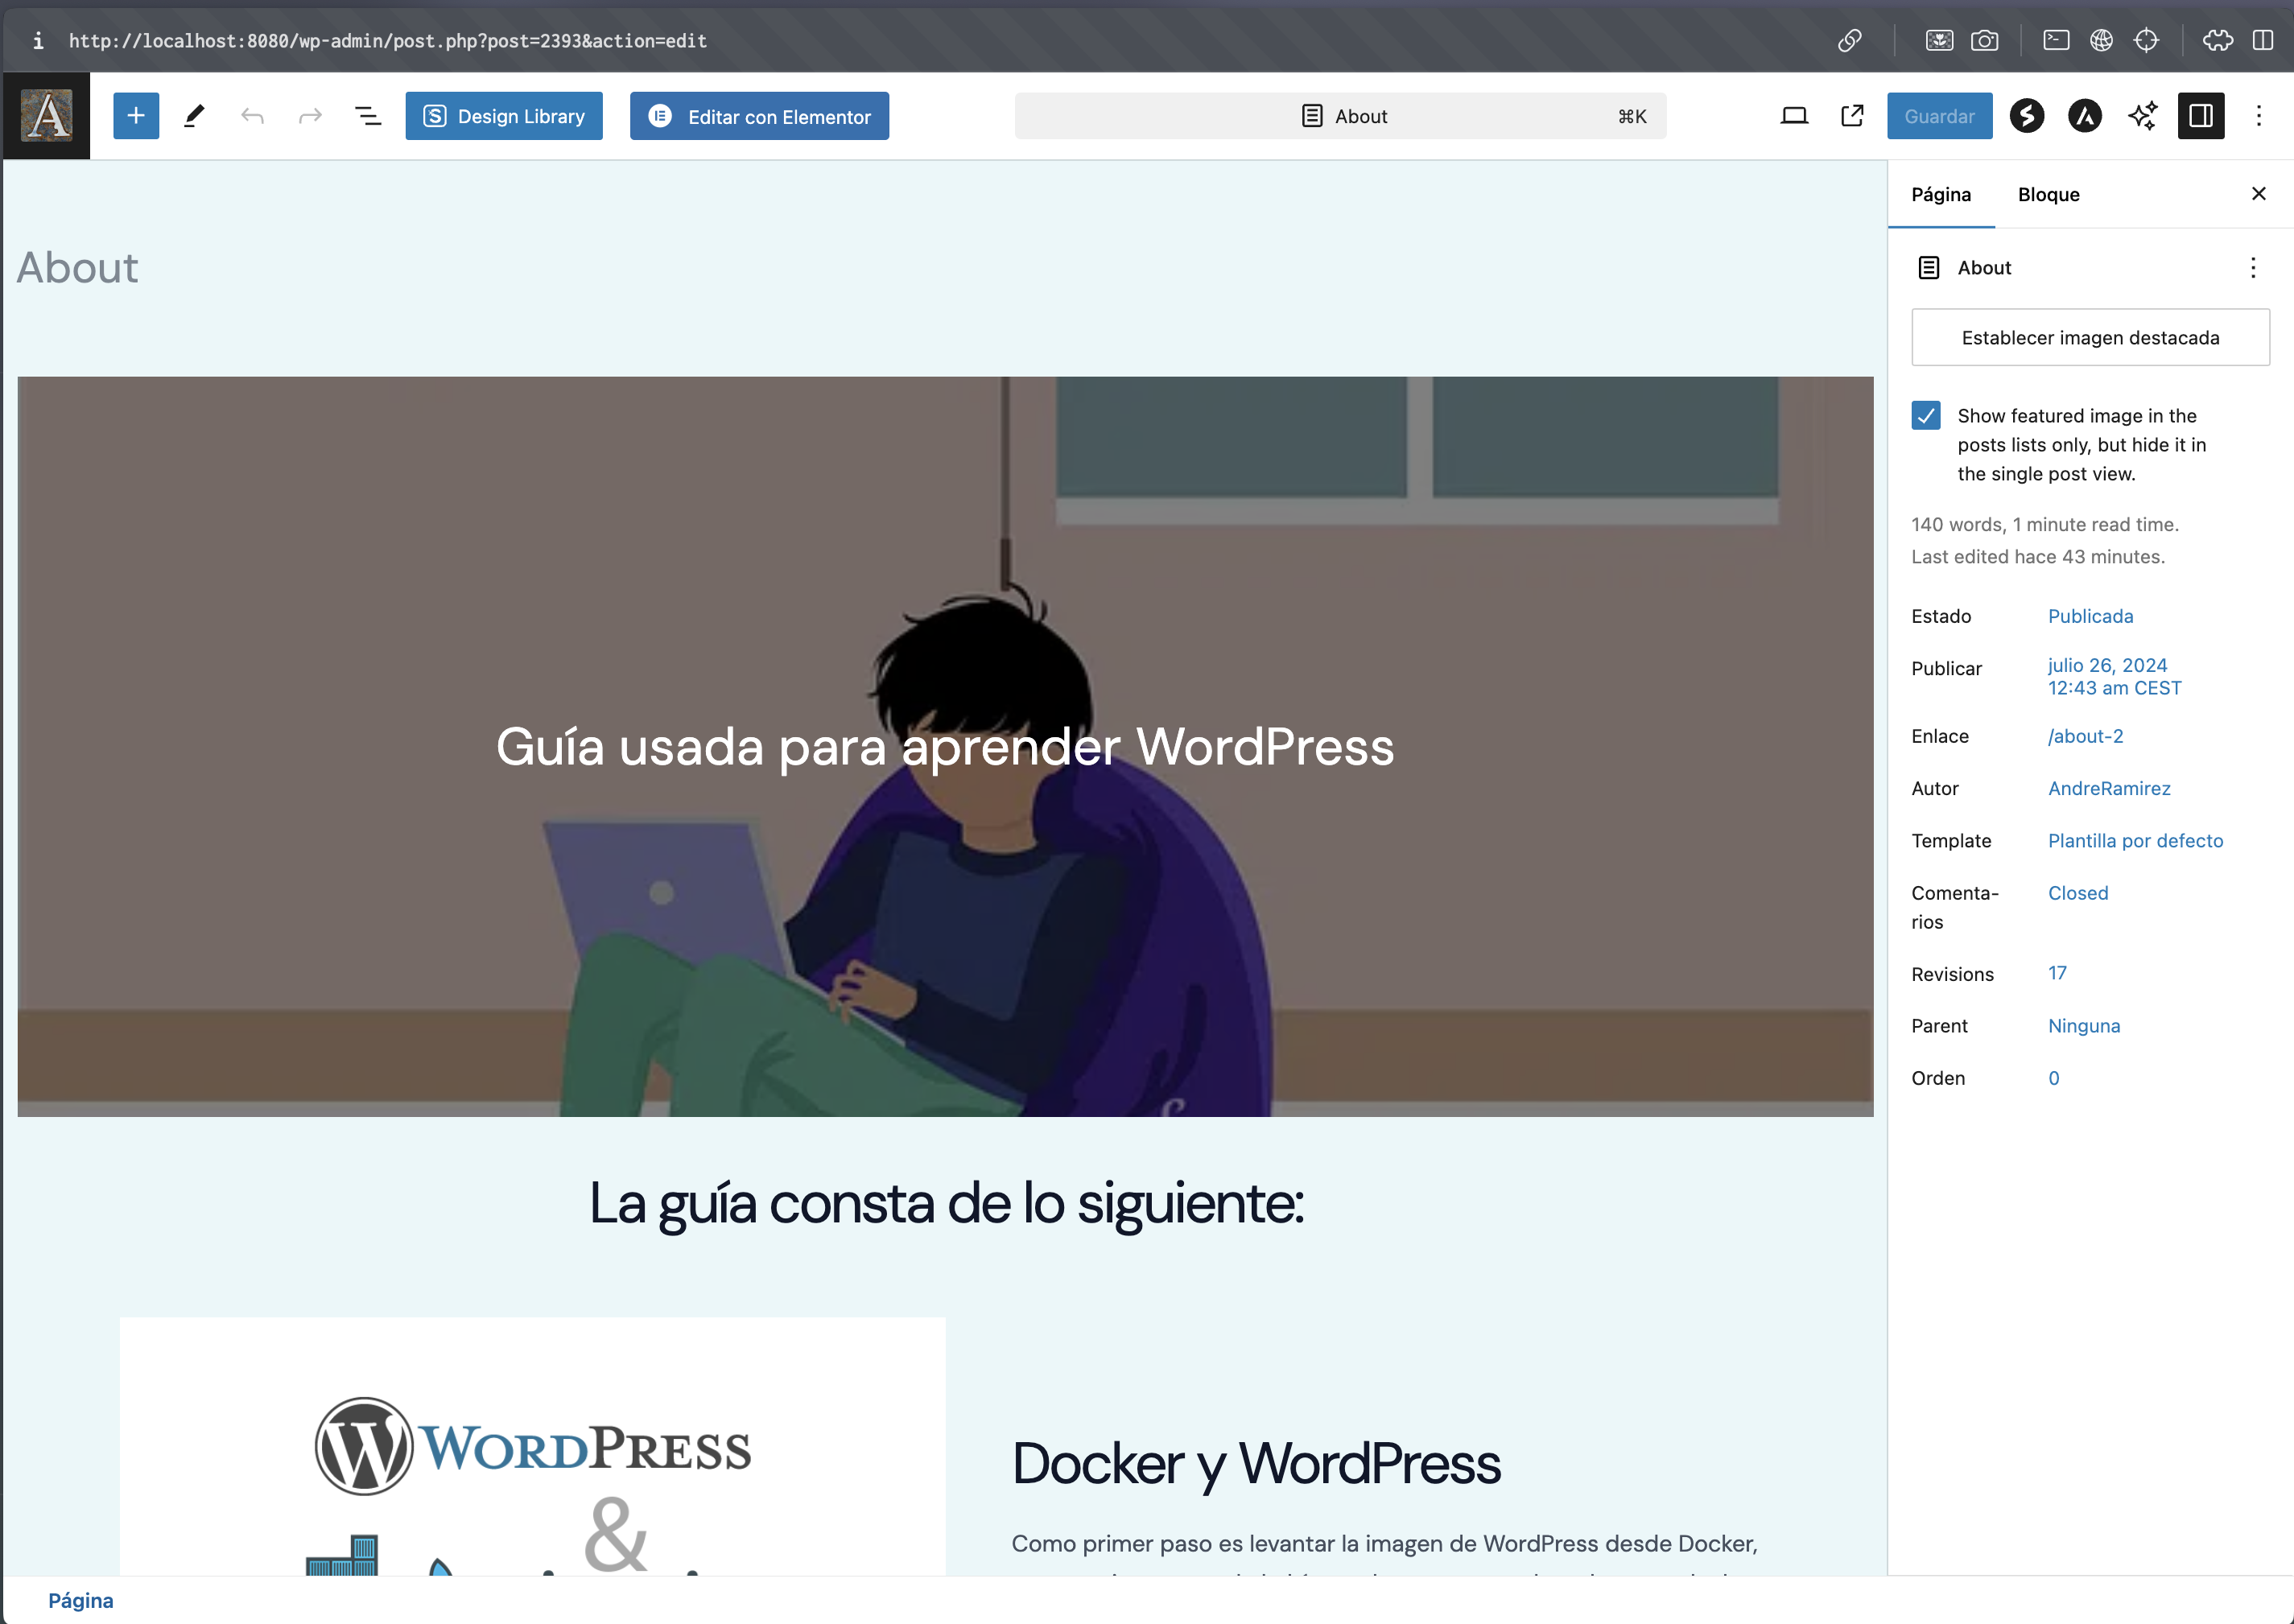 http://localhost:8080/wp-admin/post.php?post=2393&action=edit
Design Library
Editar con Elementor
About
⌘K
Guardar
Página
Bloque
About
About
Establecer imagen destacada
Show featured image in the
posts lists only, but hide it in
the single post view.
140 words, 1 minute read time.
Last edited hace 43 minutes.
Estado
Publicada
Publicar
julio 26, 2024
12:43 am CEST
Enlace
/about-2
Autor
AndreRamirez
Template
Plantilla por defecto
Comenta-
rios
Closed
Revisions
17
Parent
Ninguna
Orden
0
Guía usada para aprender WordPress
La guía consta de lo siguiente:
WORDPRESS
&
Docker y WordPress
Como primer paso es levantar la imagen de WordPress desde Docker,
Página